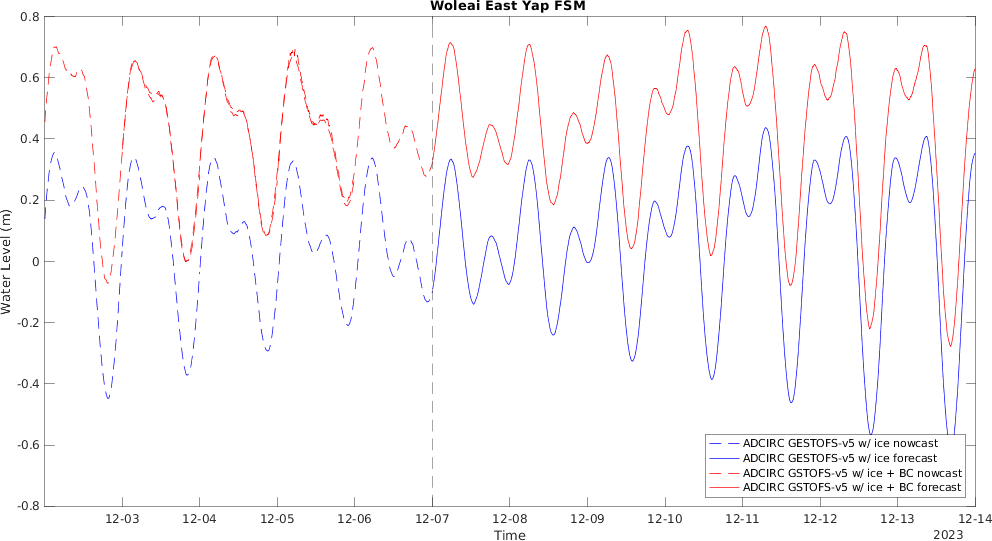 Woleai East Yap FSM
0.8
0.6
0.4
0.2
0
-0.2
-0.4
-0.6
-0.8
Water Level (m)
ADCIRC GESTOFS-v5 w/ ice nowcast
ADCIRC GESTOFS-v5 w/ ice forecast
ADCIRC GSTOFS-v5 w/ ice + BC nowcast
ADCIRC GSTOFS-v5 w/ ice + BC forecast
12-03 12-04 12-05 12-06 12-07 12-08 12-09 12-10 12-11 12-12 12-13 12-14
Time
2023